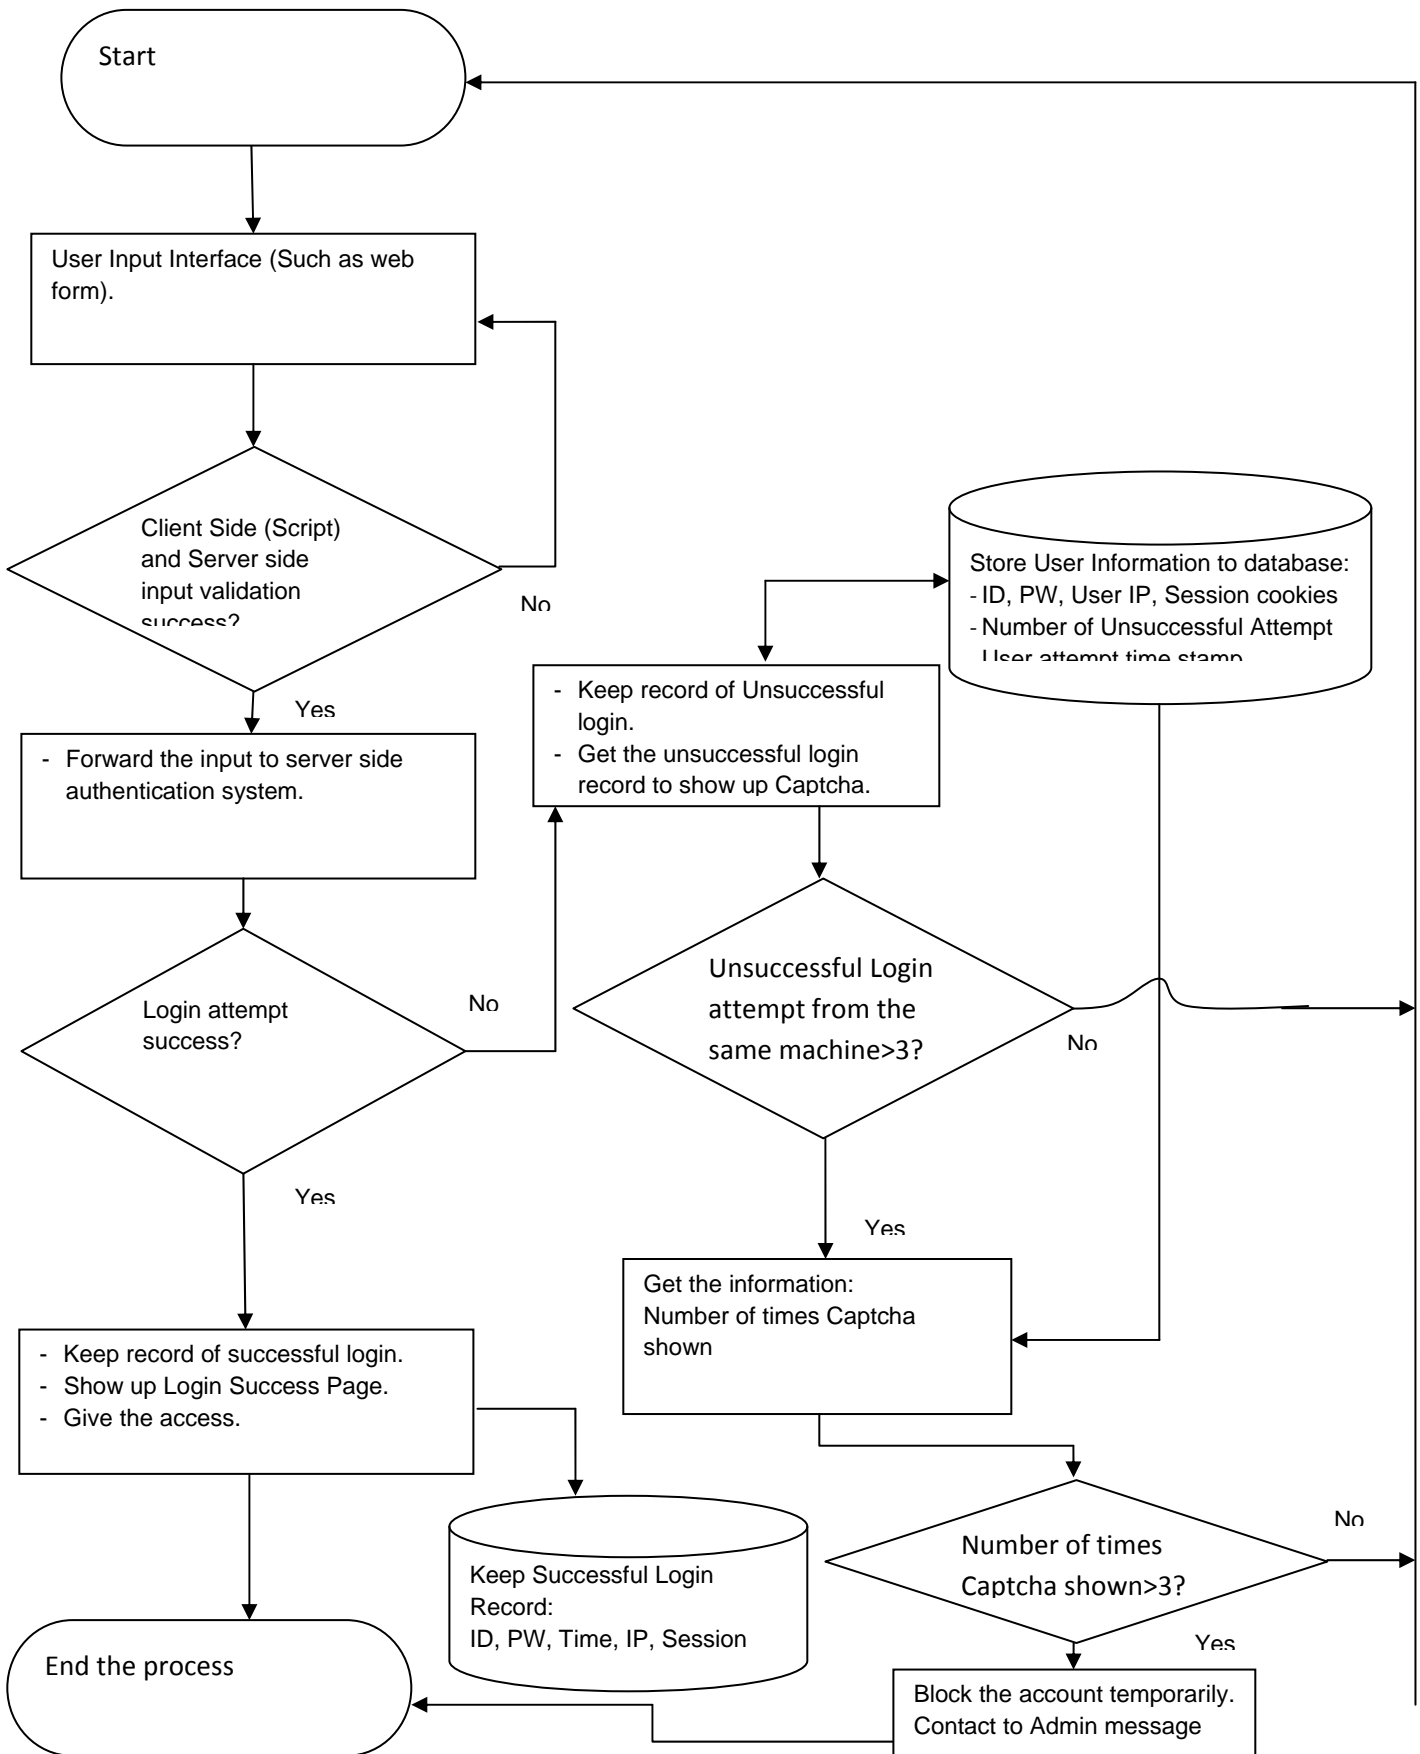 Start
User Input Interface (Such as web
form).
Client Side (Script)
and Server side
input validation
success?
No
Yes
- Forward the input to server side
authentication system.
Login attempt
success?
No
Yes
- Keep record of successful login.
- Show up Login Success Page.
- Give the access.
Keep Successful Login
Record:
ID, PW, Time, IP, Session
End the process
Store User Information to database:
- ID, PW, User IP, Session cookies
- Number of Unsuccessful Attempt
User attempt time stamp
- Keep record of Unsuccessful
login.
- Get the unsuccessful login
record to show up Captcha.
Unsuccessful Login
attempt from the
same machine>3?
No
Yes
Get the information:
Number of times Captcha
shown
Number of times
Captcha shown>3?
No
Yes
Block the account temporarily.
Contact to Admin message